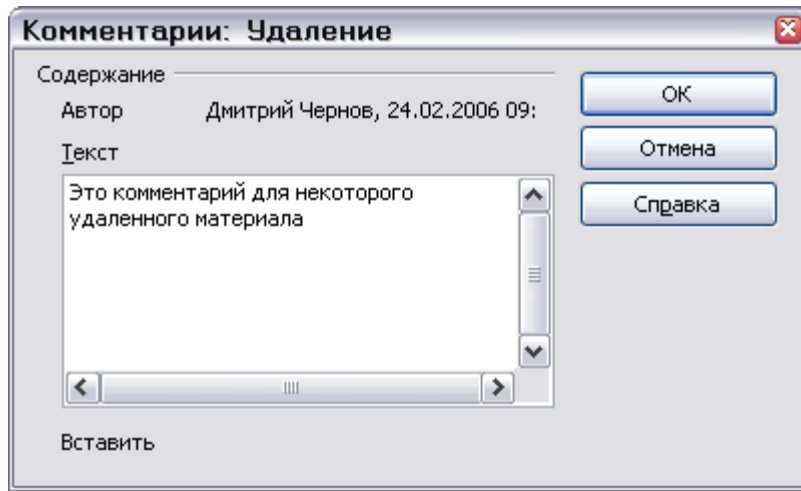 Комментарии: Удаление
Содержание
Автор Дмитрий Чернов, 24.02.2006 09:
Текст
Это комментарий для некоторого
удаленного материала
Вставить
ОК
Отмена
Справка